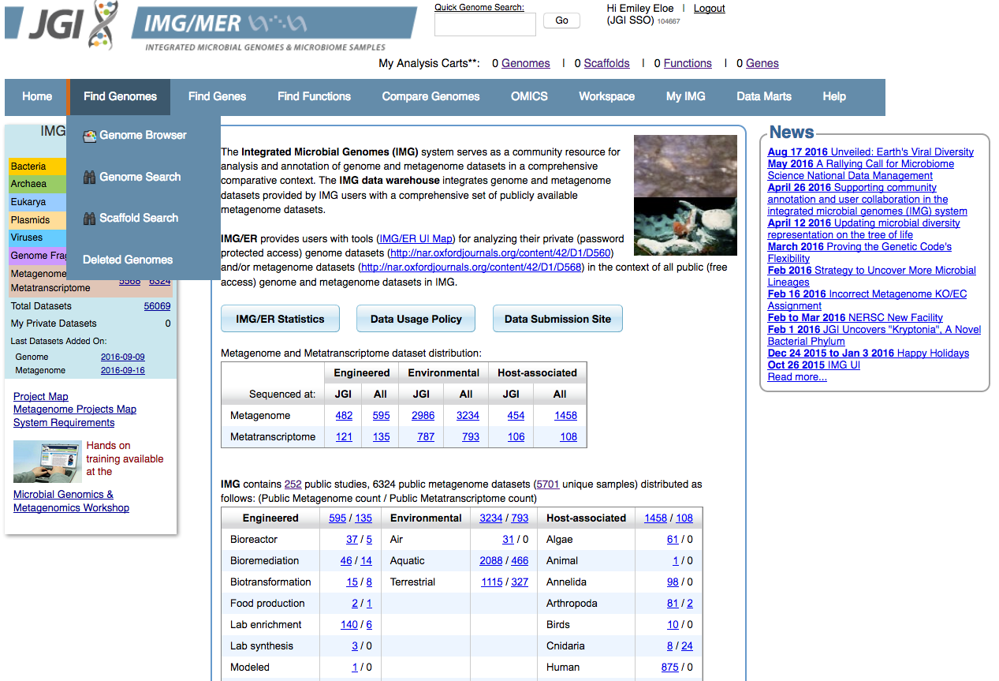 JGI
IMG/MER
INTEGRATED MICROBIAL GENOMES & MICROBIOME SAMPLES
Quick Genome Search:
Go
Hi Emiley Eloe | Logout
(JGI SSO) 104667
My Analysis Carts**: 0 Genomes | 0 Scaffolds | 0 Functions | 0 Genes
Home Find Genomes Find Genes Find Functions Compare Genomes OMICS Workspace My IMG Data Marts Help
Genome Browser
Genome Search
Scaffold Search
Deleted Genomes
IMG
Bacteria
Archaea
Eukarya
Plasmids
Viruses
Genome Frag
Metagenome 5568 6324
Metatranscriptome
Total Datasets 56069
My Private Datasets 0
Last Datasets Added On:
Genome 2016-09-09
Metagenome 2016-09-16
Project Map
Metagenome Projects Map
System Requirements
Hands on
training available
at the
Microbial Genomics &
Metagenomics Workshop
The Integrated Microbial Genomes (IMG) system serves as a community resource for
analysis and annotation of genome and metagenome datasets in a comprehensive
comparative context. The IMG data warehouse integrates genome and metagenome
datasets provided by IMG users with a comprehensive set of publicly available
metagenome datasets.
IMG/ER provides users with tools (IMG/ER UI Map) for analyzing their private (password
protected access) genome datasets (http://nar.oxfordjournals.org/content/42/D1/D560)
and/or metagenome datasets (http://nar.oxfordjournals.org/content/42/D1/D568) in the context of all public (free
access) genome and metagenome datasets in IMG.
IMG/ER Statistics Data Usage Policy Data Submission Site
Metagenome and Metatranscriptome dataset distribution:
Engineered Environmental Host-associated
Sequenced at: JGI All JGI All JGI All
Metagenome 482 595 2986 3234 454 1458
Metatranscriptome 121 135 787 793 106 108
IMG contains 252 public studies, 6324 public metagenome datasets (5701 unique samples) distributed as
follows: (Public Metagenome count / Public Metatranscriptome count)
Engineered 595 / 135 Environmental 3234 / 793 Host-associated 1458 / 108
Bioreactor 37 / 5 Air 31 / 0 Algae 61 / 0
Bioremediation 46 / 14 Aquatic 2088 / 466 Animal 1 / 0
Biotransformation 15 / 8 Terrestrial 1115 / 327 Annelida 98 / 0
Food production 2 / 1 Arthropoda 81 / 2
Lab enrichment 140 / 6 Birds 10 / 0
Lab synthesis 3 / 0 Cnidaria 8 / 24
Modeled 1 / 0 Human 875 / 0
News
Aug 17 2016 Unveiled: Earth's Viral Diversity
May 2016 A Rallying Call for Microbiome
Science National Data Management
April 26 2016 Supporting community
annotation and user collaboration in the
integrated microbial genomes (IMG) system
April 12 2016 Updating microbial diversity
representation on the tree of life
March 2016 Proving the Genetic Code's
Flexibility
Feb 2016 Strategy to Uncover More Microbial
Lineages
Feb 16 2016 Incorrect Metagenome KO/EC
Assignment
Feb to Mar 2016 NERSC New Facility
Feb 1 2016 JGI Uncovers "Kryptonia", A Novel
Bacterial Phylum
Dec 24 2015 to Jan 3 2016 Happy Holidays
Oct 26 2015 IMG UI
Read more...